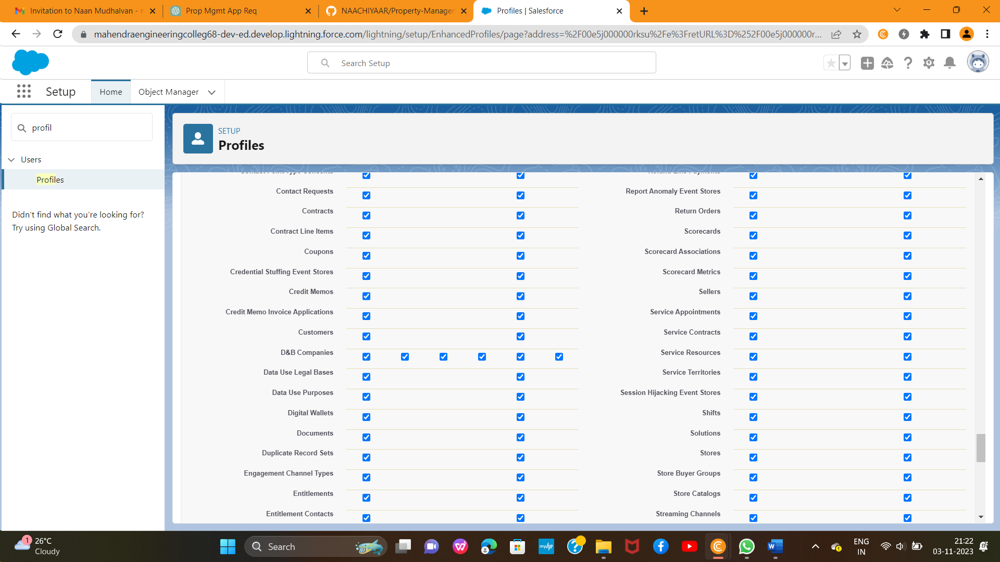 Invitation to Naan Mudhalvan - n
Prop Mgmt App Req
NAACHIYAAR/Property-Manager
Profiles | Salesforce
mahendraengineeringcolleg68-dev-ed.develop.lightning.force.com/lightning/setup/EnhancedProfiles/page?address=%2F00e5j000000rksu%2Fe%3FretURL%3D%252F00e5j000000r...
Search Setup
Setup
Home
Object Manager
profil
Users
Profiles
Didn't find what you're looking for?
Try using Global Search.
SETUP
Profiles
Contact Requests
Contracts
Contract Line Items
Coupons
Credential Stuffing Event Stores
Credit Memos
Credit Memo Invoice Applications
Customers
D&B Companies
Data Use Legal Bases
Data Use Purposes
Digital Wallets
Documents
Duplicate Record Sets
Engagement Channel Types
Entitlements
Entitlement Contacts
Report Anomaly Event Stores
Return Orders
Scorecards
Scorecard Associations
Scorecard Metrics
Sellers
Service Appointments
Service Contracts
Service Resources
Service Territories
Session Hijacking Event Stores
Shifts
Solutions
Stores
Store Buyer Groups
Store Catalogs
Streaming Channels
1
26°C
Cloudy
Search
myhp
ENG
IN
21:22
03-11-2023